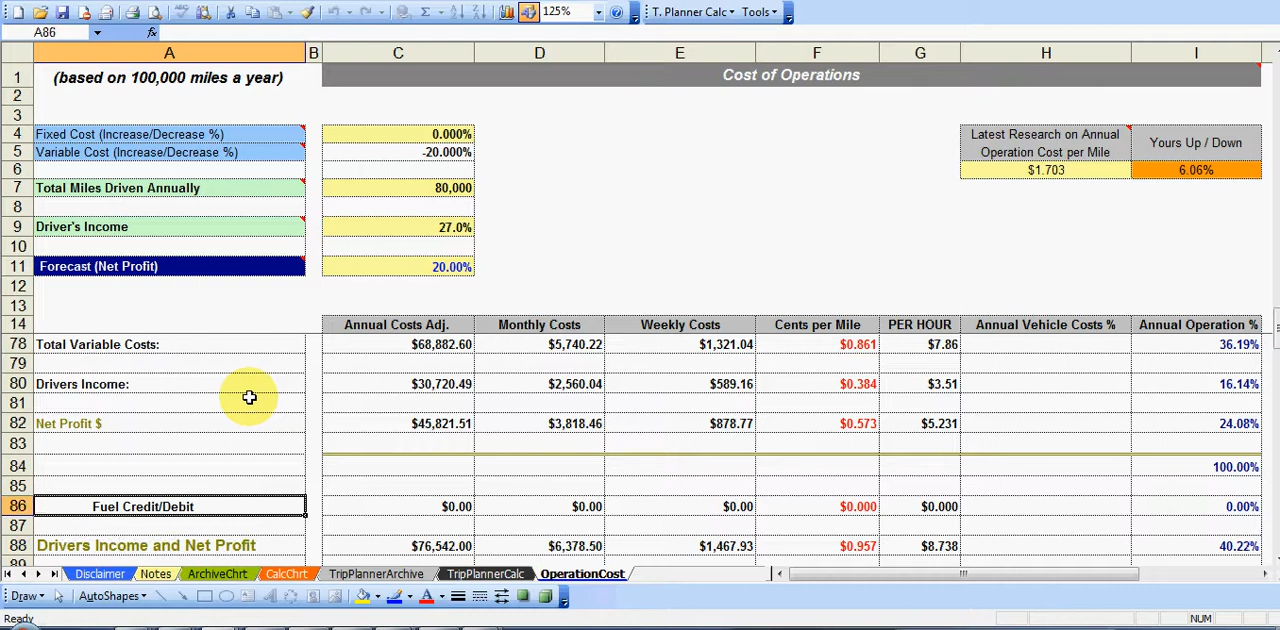 125%
T. Planner Calc
Tools
A86
fx
A B C D E F G H I
1 (based on 100,000 miles a year) Cost of Operations
2
3
4 Fixed Cost (Increase/Decrease %) 0.000% Latest Research on Annual Operation Cost per Mile Yours Up / Down
5 Variable Cost (Increase/Decrease %) -20.000%
6 $1.703 6.06%
7 Total Miles Driven Annually 80,000
8
9 Driver's Income 27.0%
10
11 Forecast (Net Profit) 20.00%
12
13
14 Annual Costs Adj. Monthly Costs Weekly Costs Cents per Mile PER HOUR Annual Vehicle Costs % Annual Operation %
78 Total Variable Costs: $68,882.60 $5,740.22 $1,321.04 $0.861 $7.86 36.19%
79
80 Drivers Income: $30,720.49 $2,560.04 $589.16 $0.384 $3.51 16.14%
81
82 Net Profit $ $45,821.51 $3,818.46 $878.77 $0.573 $5.231 24.08%
83
84 100.00%
85
86 Fuel Credit/Debit $0.00 $0.00 $0.00 $0.000 $0.000 0.00%
87
88 Drivers Income and Net Profit $76,542.00 $6,378.50 $1,467.93 $0.957 $8.738 40.22%
89
Disclaimer Notes ArchiveChrt CalcChrt TripPlannerArchive TripPlannerCalc OperationCost
Draw AutoShapes
Ready NUM